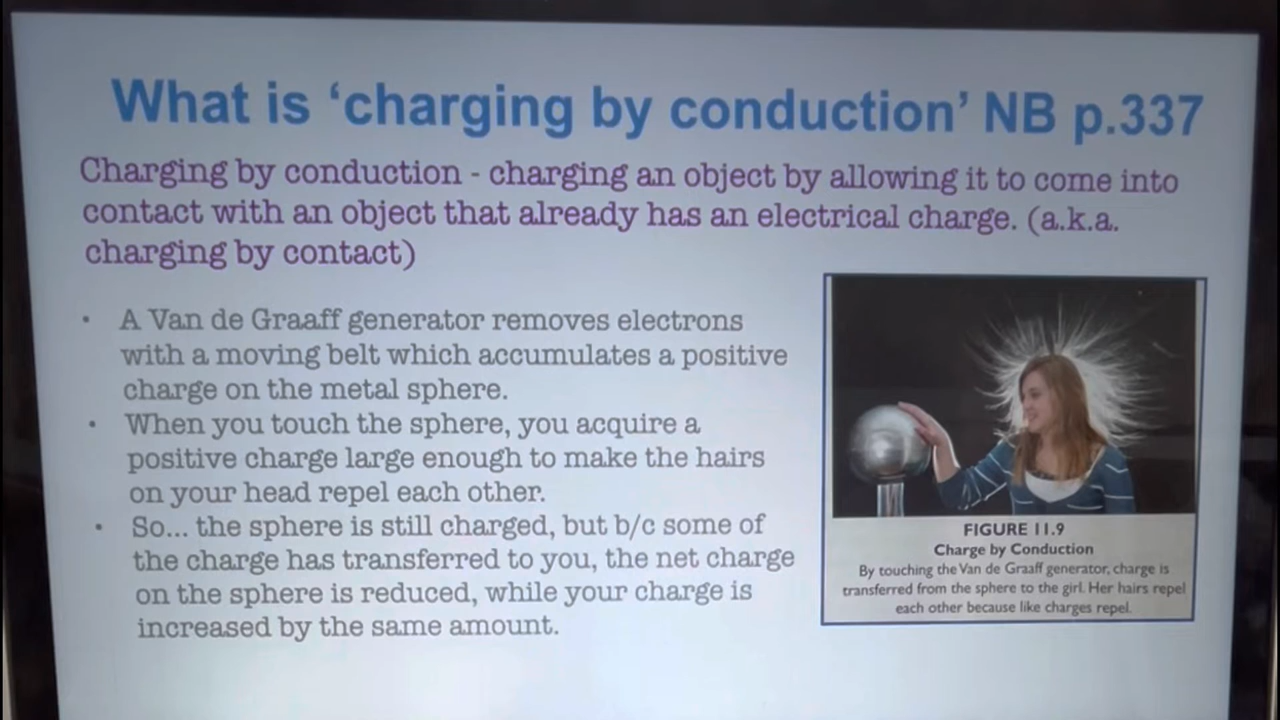 What is ‘charging by conduction’ NB p.337
Charging by conduction - charging an object by allowing it to come into
contact with an object that already has an electrical charge. (a.k.a.
charging by contact)
• A Van de Graaff generator removes electrons
with a moving belt which accumulates a positive
charge on the metal sphere.
• When you touch the sphere, you acquire a
positive charge large enough to make the hairs
on your head repel each other.
• So... the sphere is still charged, but b/c some of
the charge has transferred to you, the net charge
on the sphere is reduced, while your charge is
increased by the same amount.
FIGURE 11.9
Charge by Conduction
By touching the Van de Graaff generator, charge is
transferred from the sphere to the girl. Her hairs repel
each other because like charges repel.